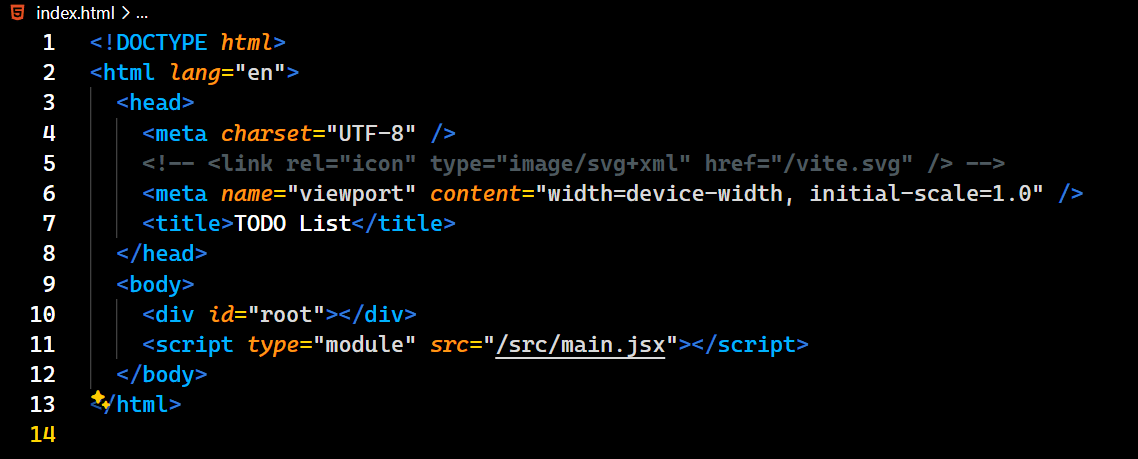 index.html > ...
1 <!DOCTYPE html>
2 <html lang="en">
3   <head>
4     <meta charset="UTF-8" />
5     <!-- <link rel="icon" type="image/svg+xml" href="/vite.svg" /> -->
6     <meta name="viewport" content="width=device-width, initial-scale=1.0" />
7     <title>TODO List</title>
8   </head>
9   <body>
10     <div id="root"></div>
11     <script type="module" src="/src/main.jsx"></script>
12   </body>
13 </html>
14